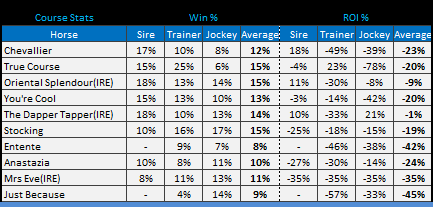 Course Stats Win % ROI %
Horse Sire Trainer Jockey Average Sire Trainer Jockey Average
Chevallier 17% 10% 8% 12% 18% -49% -39% -23%
True Course 15% 25% 6% 15% -4% 23% -78% -20%
Oriental Splendour(IRE) 18% 13% 14% 15% 11% -30% -8% -9%
You're Cool 15% 13% 10% 13% -3% -14% -42% -20%
The Dapper Tapper(IRE) 18% 10% 13% 14% 10% -33% 21% -1%
Stocking 10% 16% 17% 15% -25% -18% -15% -19%
Entente - 9% 7% 8% - -46% -38% -42%
Anastazia 10% 8% 11% 10% -27% -30% -14% -24%
Mrs Eve(IRE) 8% 11% 13% 11% -35% -35% -35% -35%
Just Because - 4% 14% 9% - -57% -33% -45%